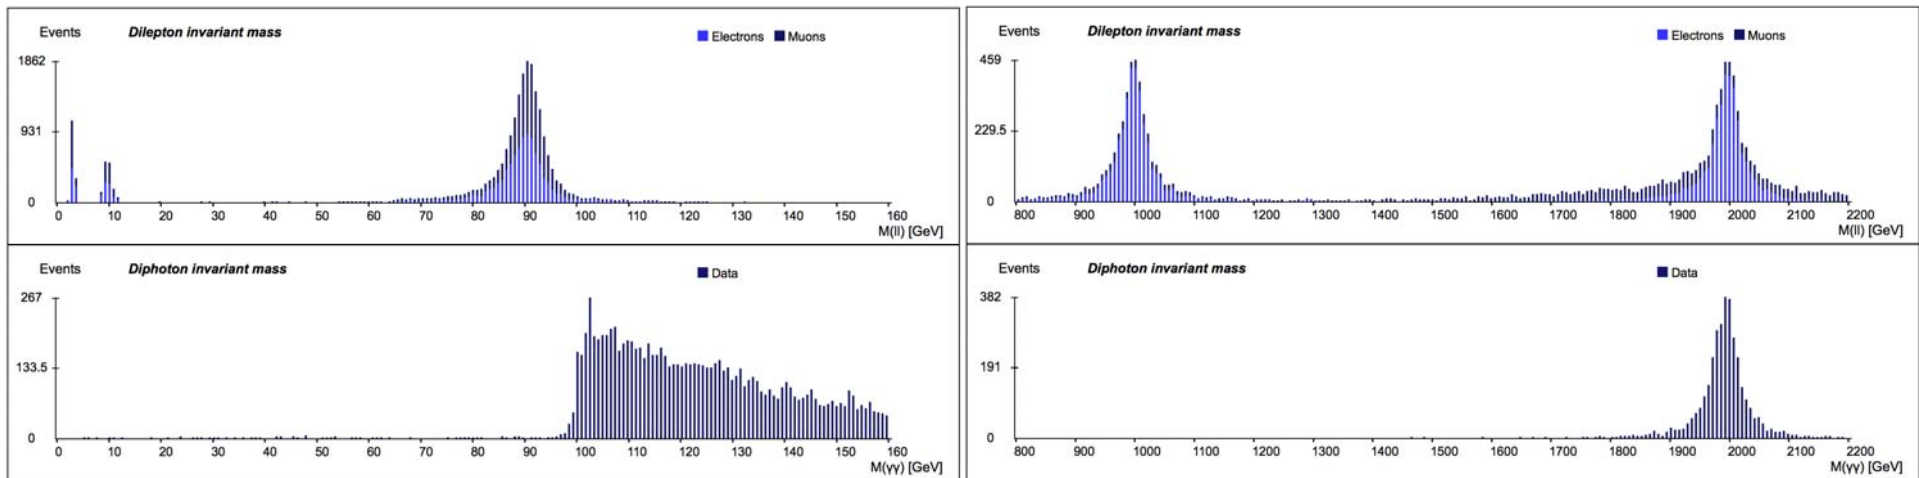 Events Dilepton invariant mass Electrons Muons
1862
931
0
0 10 20 30 40 50 60 70 80 90 100 110 120 130 140 150 160
M(ll) [GeV]
Events Dilepton invariant mass Electrons Muons
459
229.5
0
800 900 1000 1100 1200 1300 1400 1500 1600 1700 1800 1900 2000 2100 2200
M(ll) [GeV]
Events Diphoton invariant mass Data
267
133.5
0
0 10 20 30 40 50 60 70 80 90 100 110 120 130 140 150 160
M(γγ) [GeV]
Events Diphoton invariant mass Data
382
191
0
800 900 1000 1100 1200 1300 1400 1500 1600 1700 1800 1900 2000 2100 2200
M(γγ) [GeV]